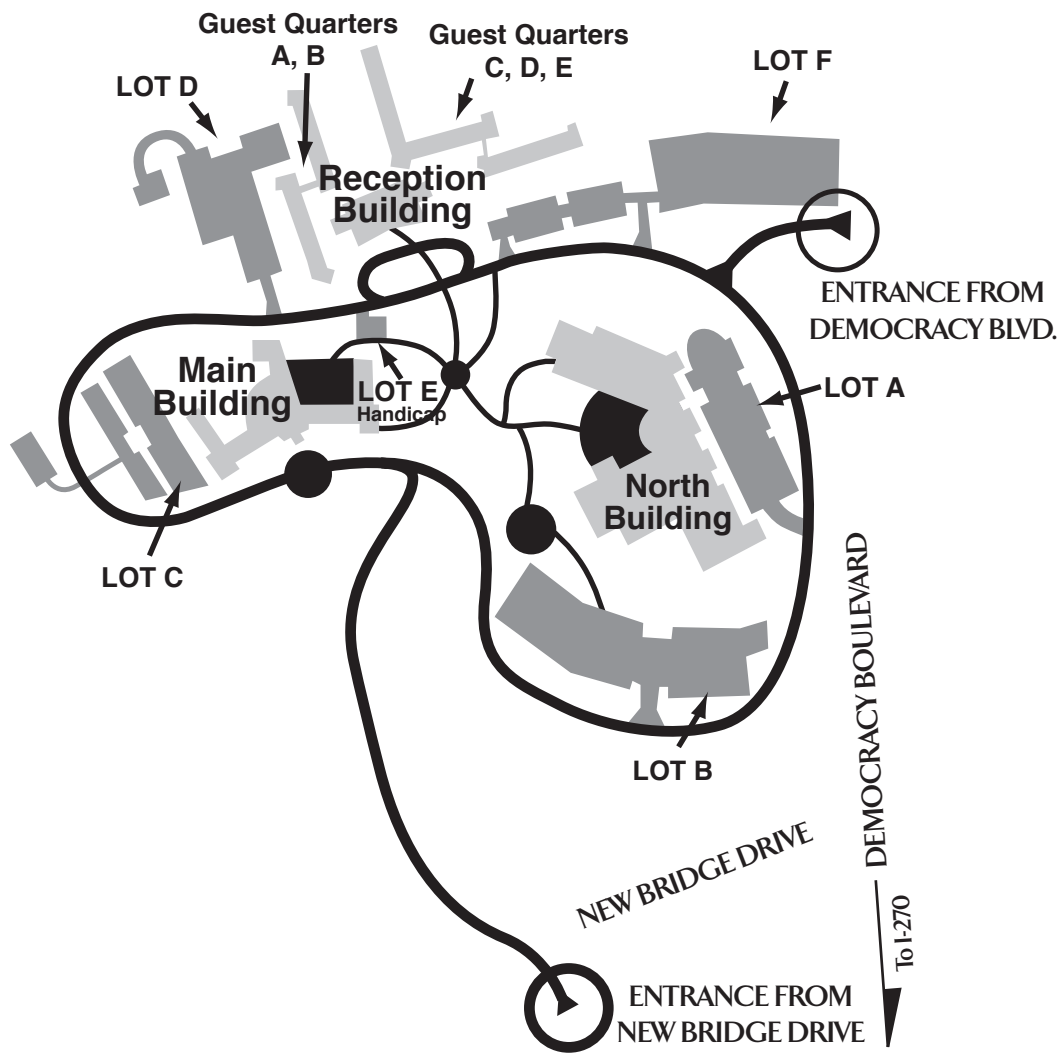 Guest Quarters
A, B
Guest Quarters
C, D, E
LOT F
LOT D
Reception
Building
ENTRANCE FROM
DEMOCRACY BLVD.
Main
Building
LOT E
Handicap
LOT A
North
Building
LOT C
DEMOCRACY BOULEVARD
LOT B
NEW BRIDGE DRIVE
To I-270
ENTRANCE FROM
NEW BRIDGE DRIVE